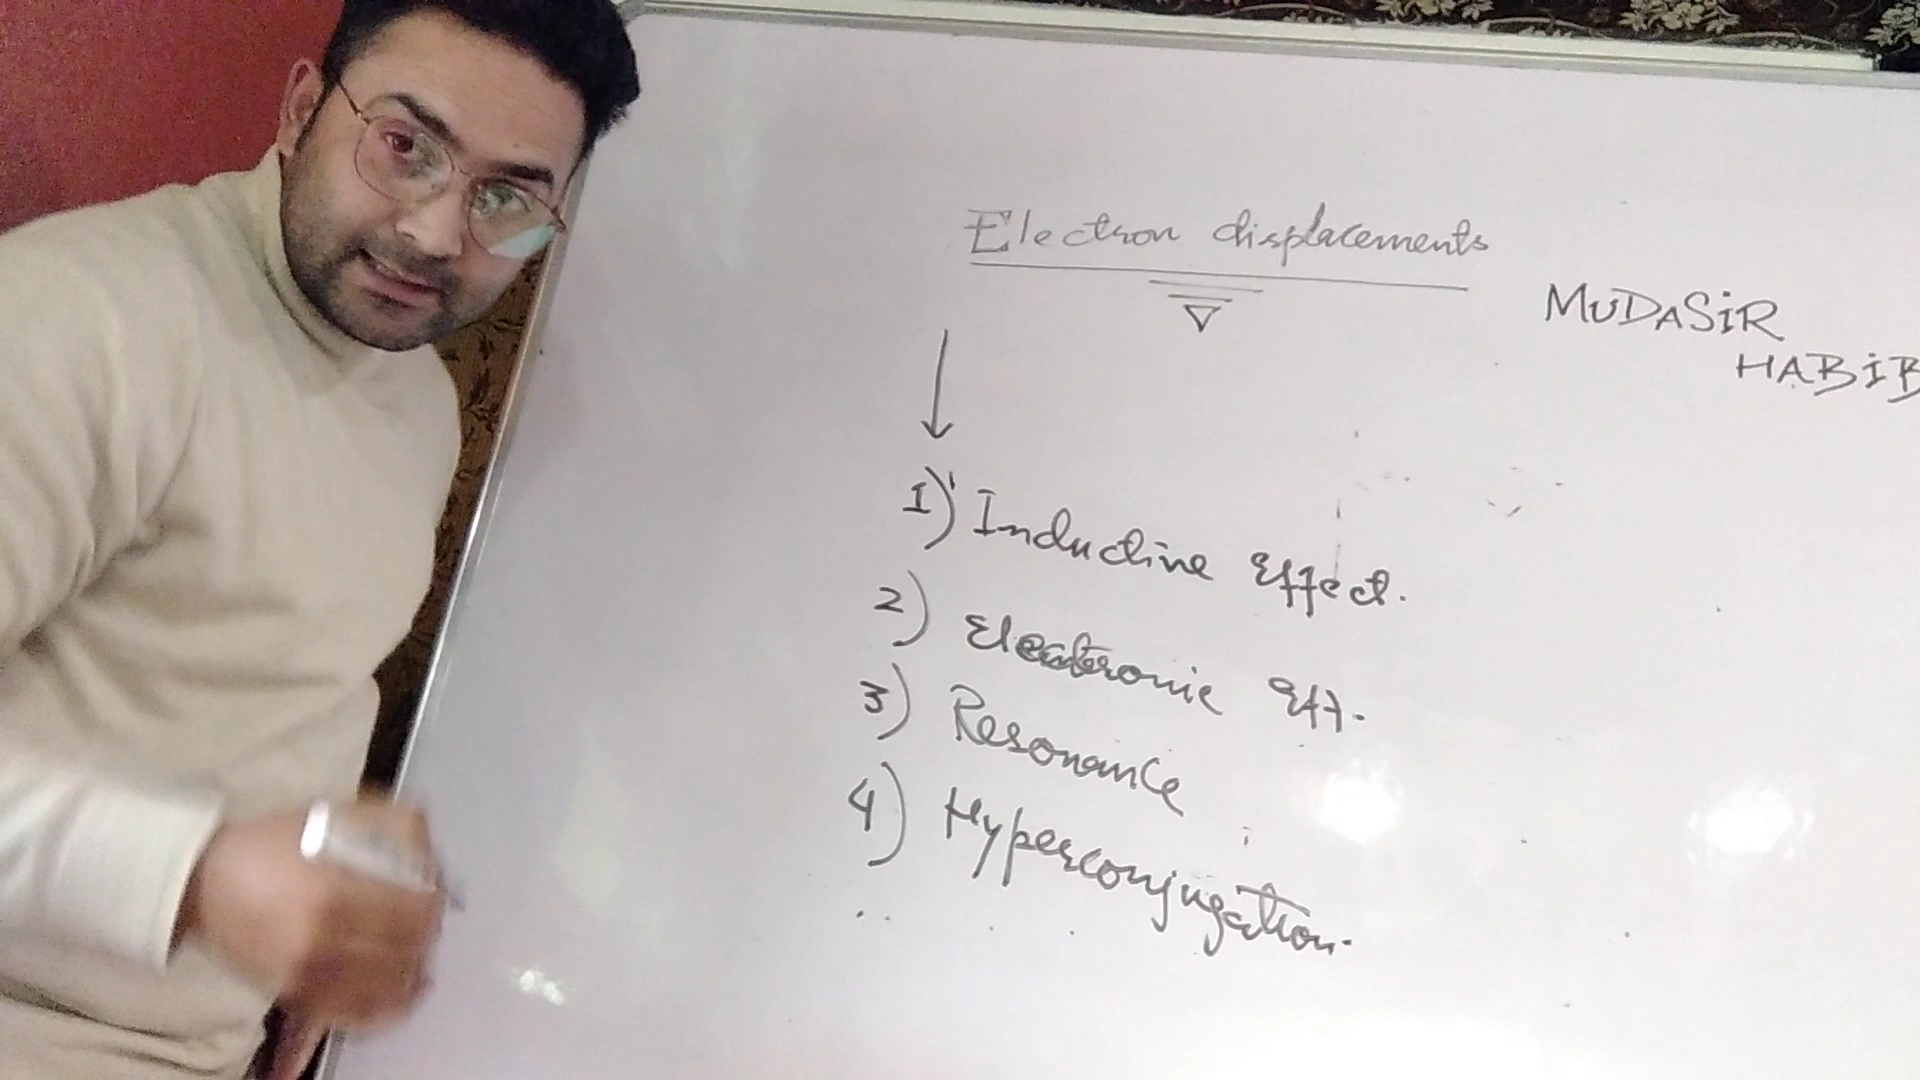 Electron displacements
MUDASIR
HABIB
1) Inductive Effect.
2) Electronic Eff.
3) Resonance
4) Hyperconjugation.